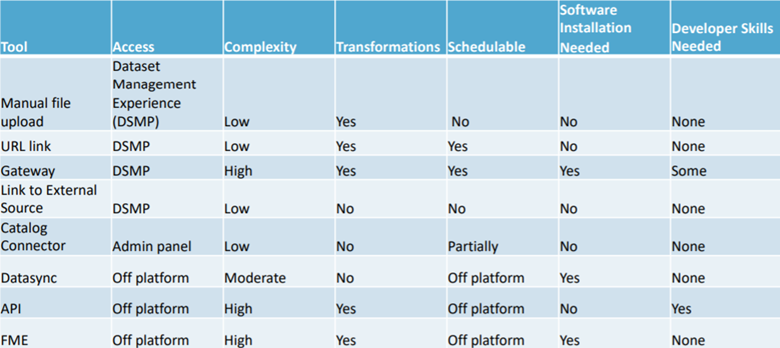 Tool Access Complexity Transformations Schedulable Software Installation Needed Developer Skills Needed
Manual file upload Dataset Management Experience (DSMP) Low Yes No No None
URL link DSMP Low Yes Yes No None
Gateway DSMP High Yes Yes Yes Some
Link to External Source DSMP Low No No No None
Catalog Connector Admin panel Low No Partially No None
Datasync Off platform Moderate No Off platform Yes None
API Off platform High Yes Off platform No Yes
FME Off platform High Yes Off platform Yes None